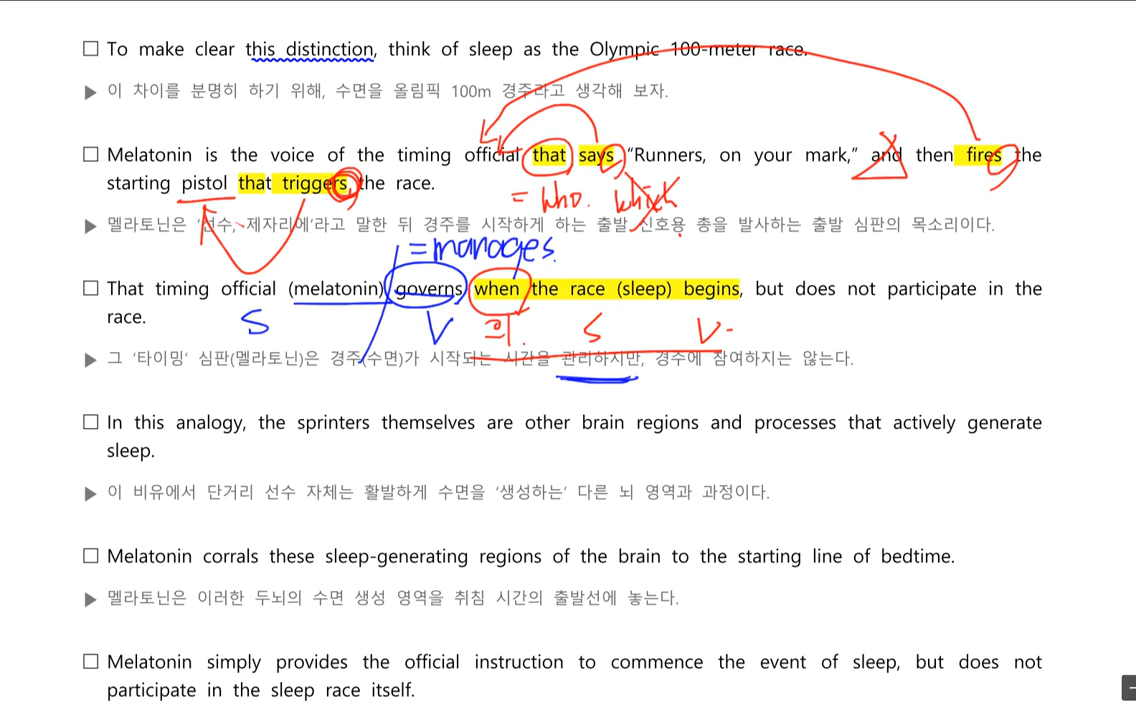 ☐ To make clear this distinction, think of sleep as the Olympic 100-meter race.
▶ 이 차이를 분명히 하기 위해, 수면을 올림픽 100m 경주라고 생각해 보자.
☐ Melatonin is the voice of the timing official that says “Runners, on your mark,” and then fires the
starting pistol that triggers the race.
= who. which
▶ 멜라토닌은 ‘선수, 제자리에’라고 말한 뒤 경주를 시작하게 하는 출발 신호용 총을 발사하는 출발 심판의 목소리이다.
= manages.
☐ That timing official (melatonin) governs when the race (sleep) begins, but does not participate in the
race.
S V 의 S V
▶ 그 ‘타이밍’ 심판(멜라토닌)은 경주(수면)가 시작되는 시간을 관리하지만, 경주에 참여하지는 않는다.
☐ In this analogy, the sprinters themselves are other brain regions and processes that actively generate
sleep.
▶ 이 비유에서 단거리 선수 자체는 활발하게 수면을 ‘생성하는’ 다른 뇌 영역과 과정이다.
☐ Melatonin corrals these sleep-generating regions of the brain to the starting line of bedtime.
▶ 멜라토닌은 이러한 두뇌의 수면 생성 영역을 취침 시간의 출발선에 놓는다.
☐ Melatonin simply provides the official instruction to commence the event of sleep, but does not
participate in the sleep race itself.